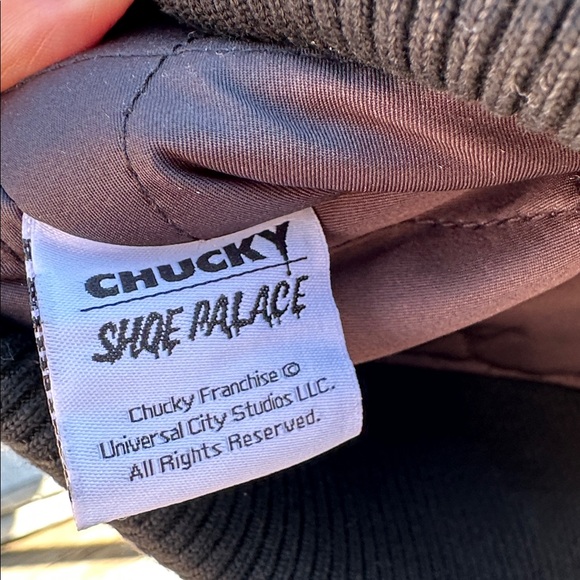 CHUCKY
SHOE PALACE
Chucky Franchise ©
Universal City Studios LLC.
All Rights Reserved.